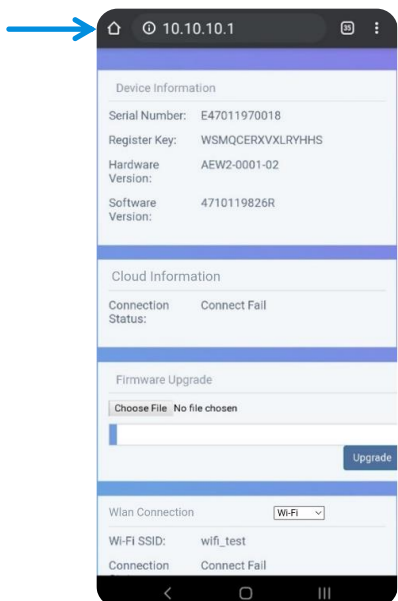 10.10.10.1
35
Device Information
Serial Number: E47011970018
Register Key: WSMQCERXVXLRYHHS
Hardware AEW2-0001-02
Version:
Software 4710119826R
Version:
Cloud Information
Connection Connect Fail
Status:
Firmware Upgrade
Choose File No file chosen
Upgrade
Wlan Connection Wi-Fi
Wi-Fi SSID: wifi_test
Connection Connect Fail